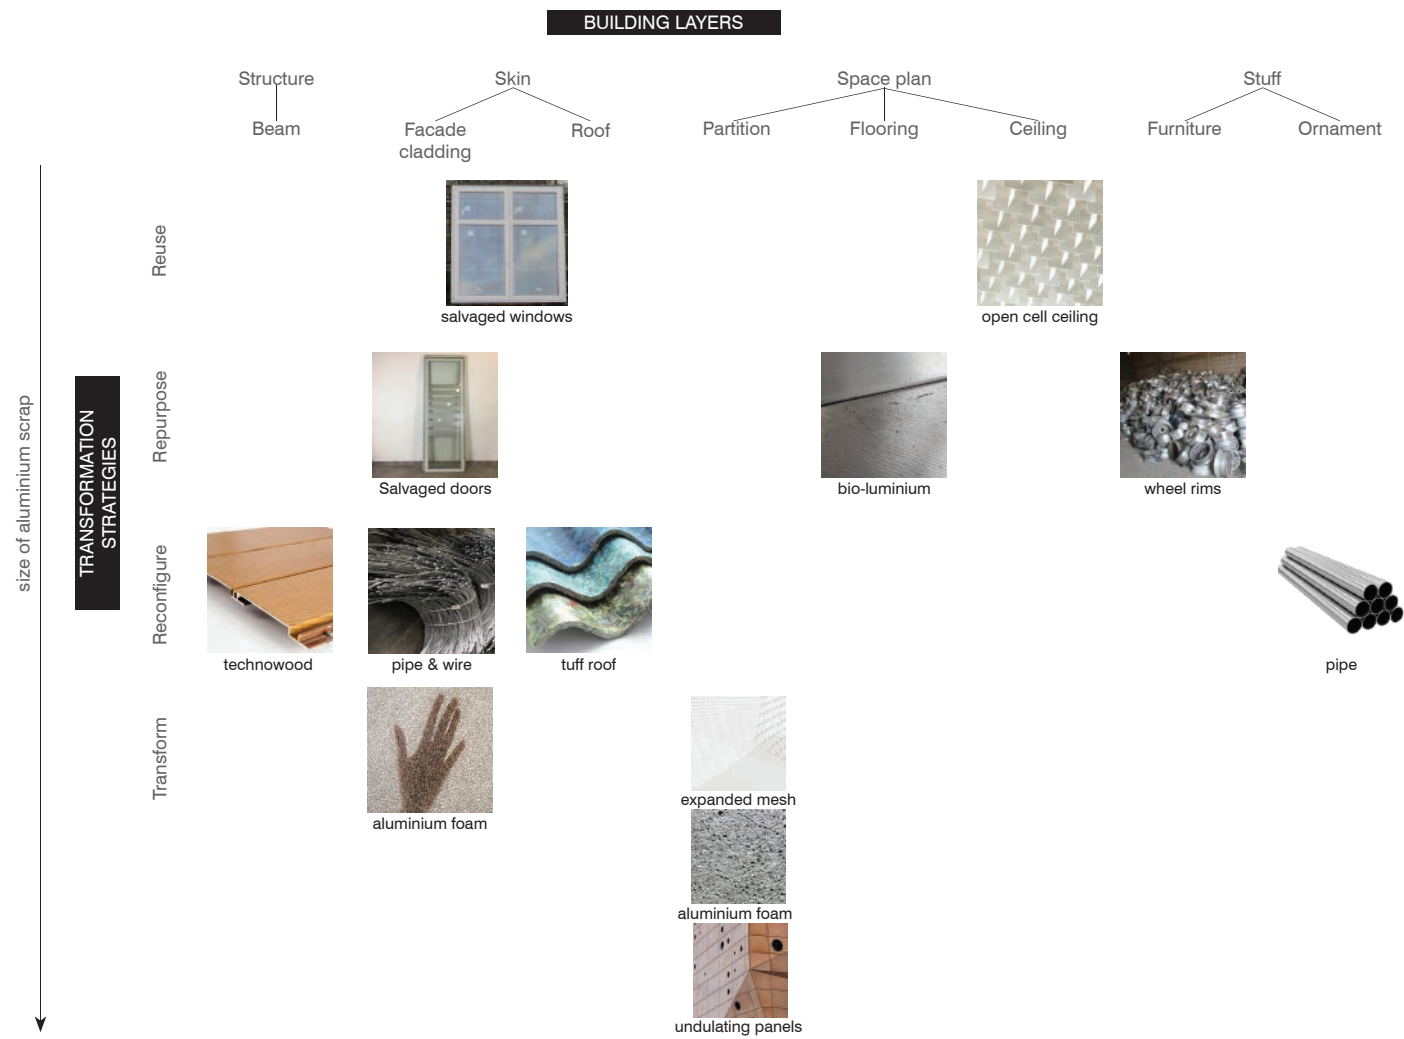 BUILDING LAYERS
Structure
Skin
Space plan
Stuff
Beam
Facade
cladding
Roof
Partition
Flooring
Ceiling
Furniture
Ornament
size of aluminium scrap
TRANSFORMATION
STRATEGIES
Reuse
salvaged windows
open cell ceiling
Repurpose
Salvaged doors
bio-luminium
wheel rims
Reconfigure
technowood
pipe & wire
tuff roof
pipe
Transform
aluminium foam
expanded mesh
aluminium foam
undulating panels